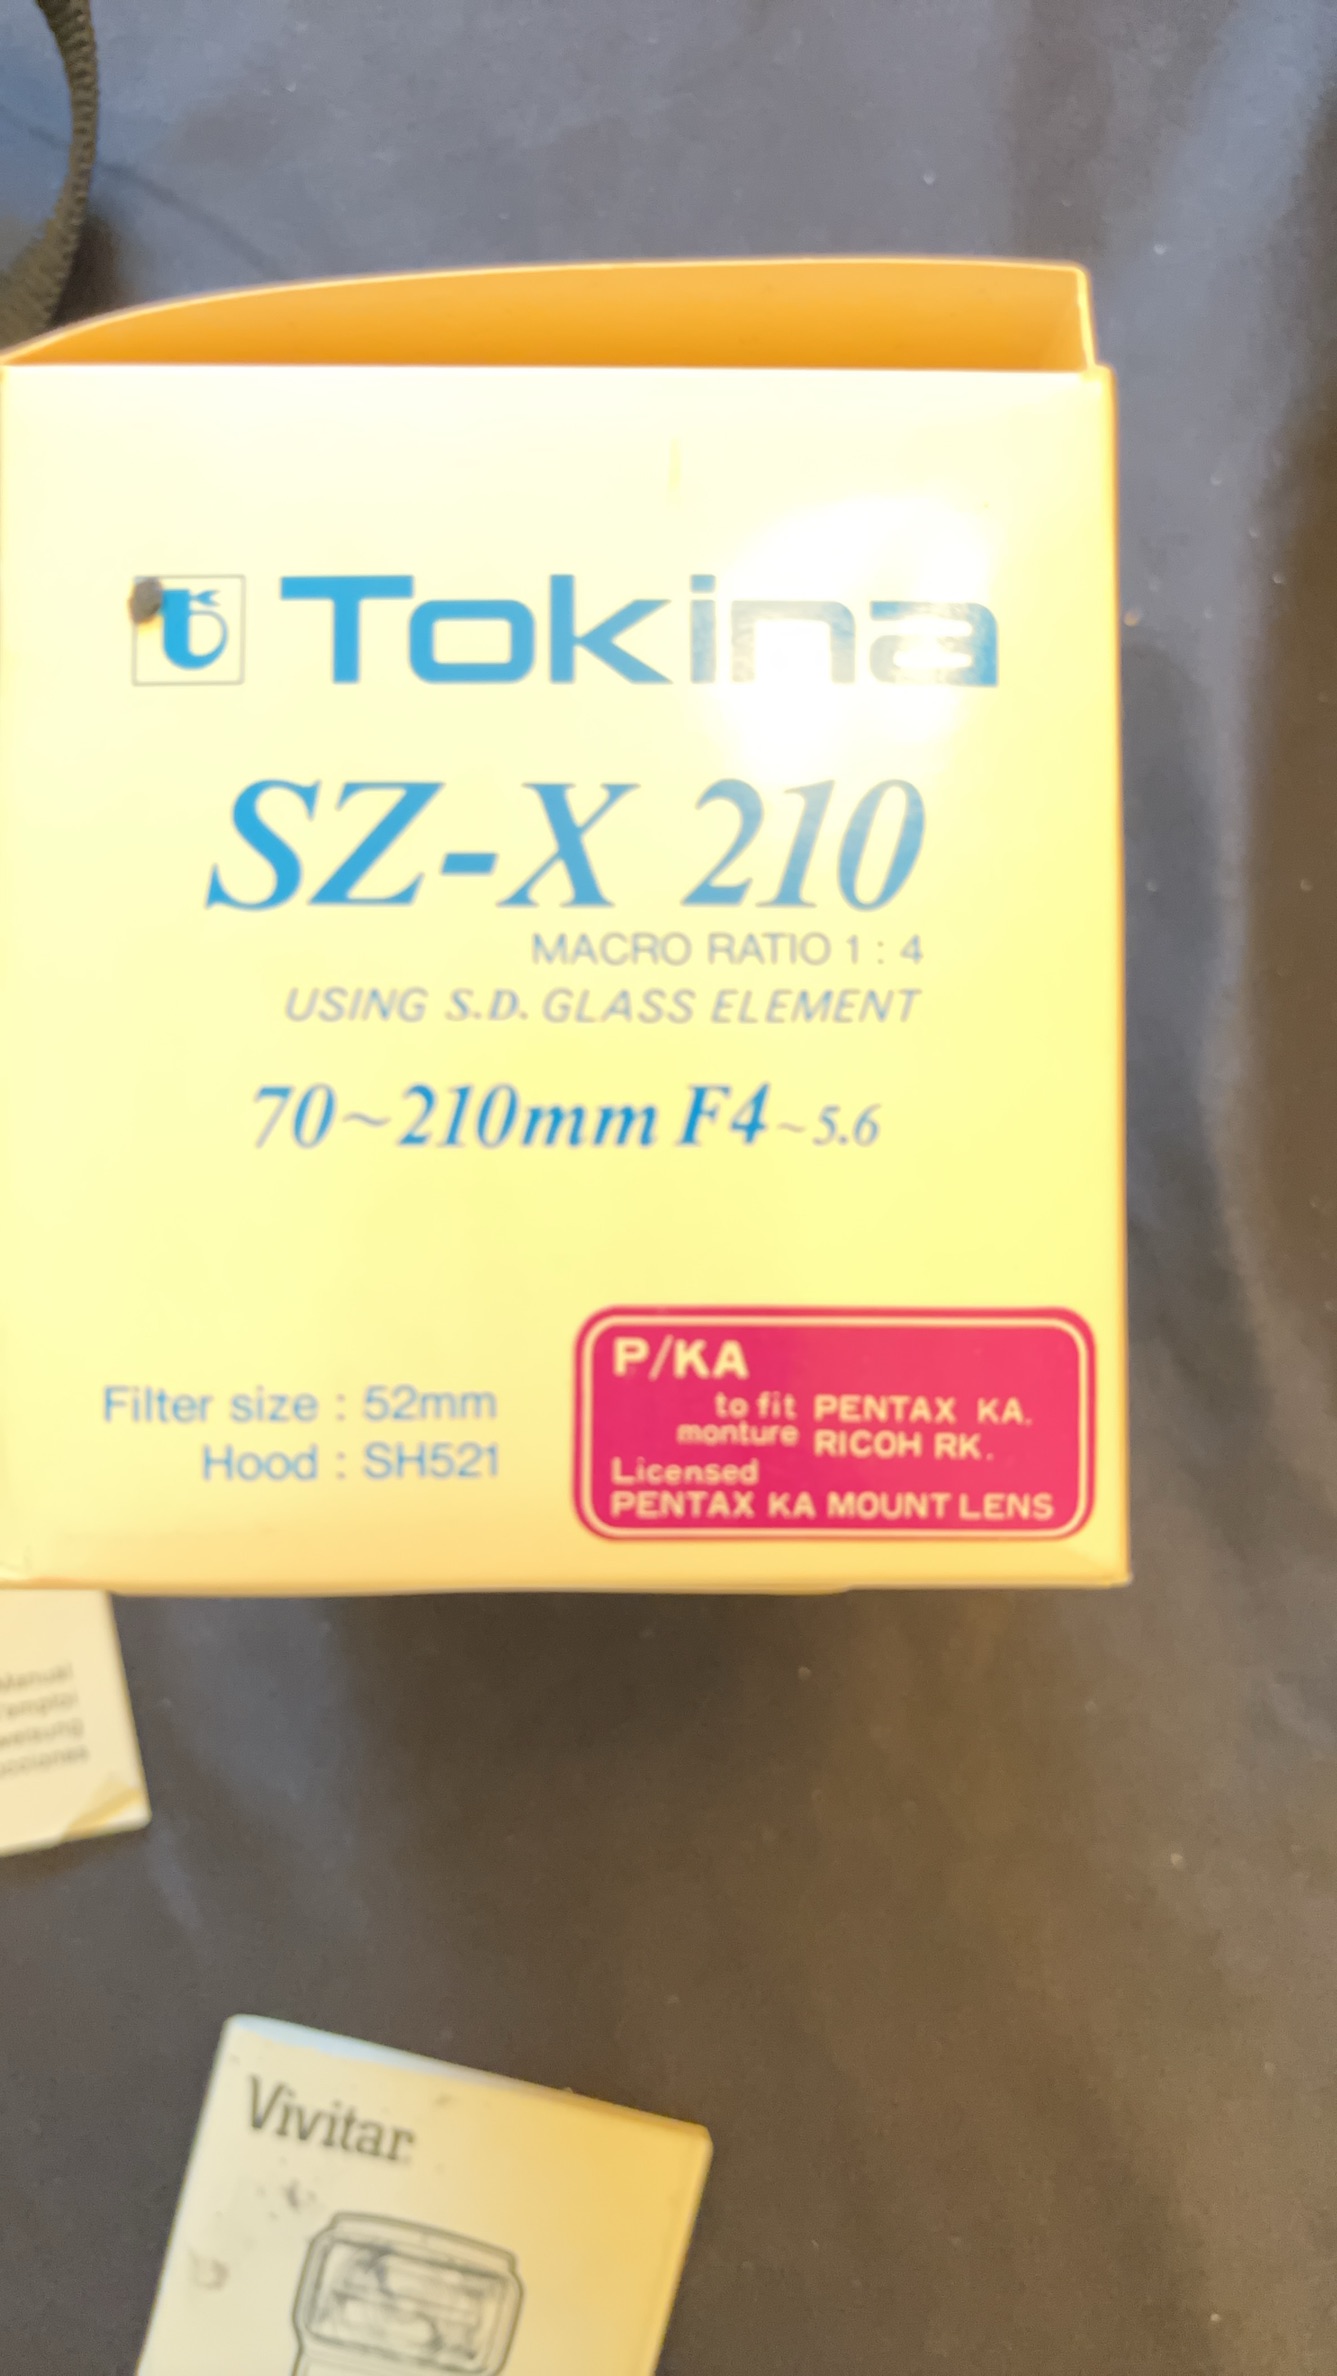 Tokina
SZ-X 210
MACRO RATIO 1 : 4
USING S.D. GLASS ELEMENT
70~210mm F4~5.6
Filter size : 52mm
Hood : SH521
P/KA
to fit PENTAX KA.
monture RICOH RK.
Licensed
PENTAX KA MOUNT LENS
Manual
Vivitar